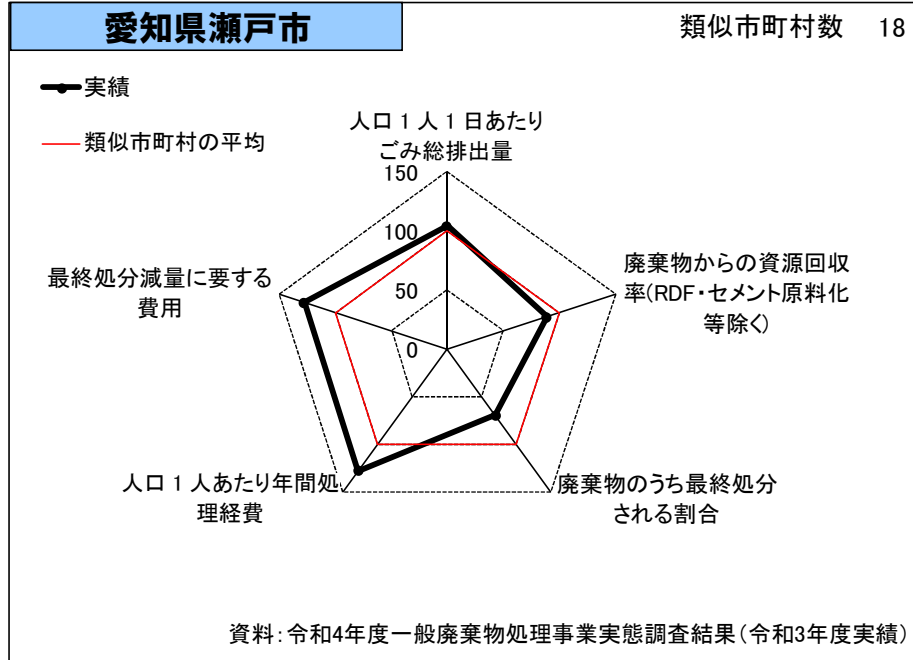 愛知県瀬戸市
類似市町村数 18
実績
類似市町村の平均
人口1人1日あたり
ごみ総排出量
150
100
50
0
廃棄物からの資源回収
率(RDF・セメント原料化
等除く)
廃棄物のうち最終処分
される割合
人口1人あたり年間処
理経費
最終処分減量に要する
費用
資料:令和4年度一般廃棄物処理事業実態調査結果(令和3年度実績)